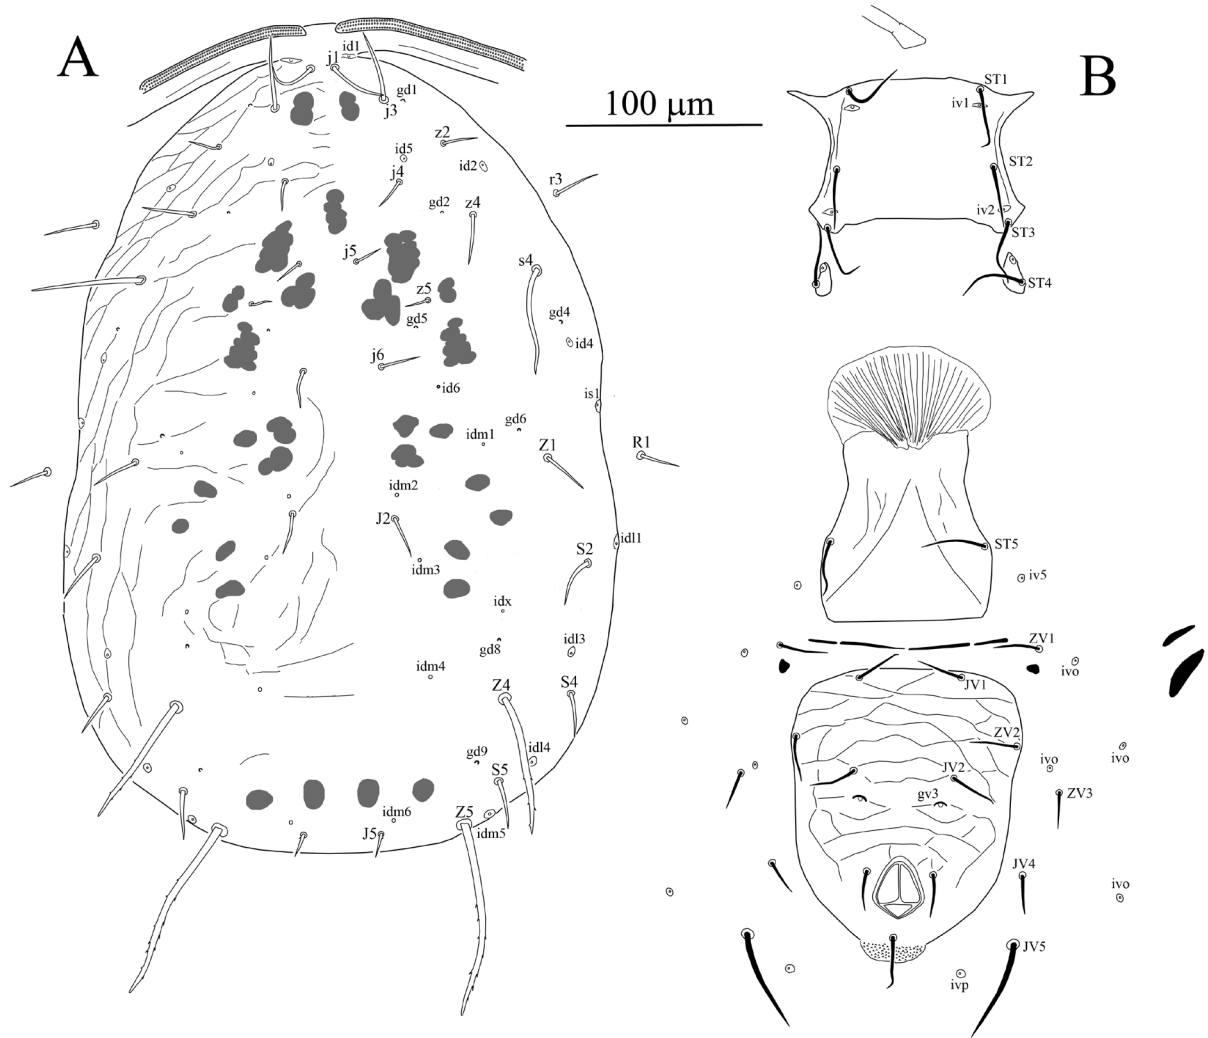 A
id1
j1
gd1
j3
z2
id5
id2
j4
r3
gd2
z4
j5
s4
z5
gd5
gd4
id4
j6
id6
is1
gd6
idm1
Z1
R1
idm2
J2
idl1
idm3
S2
idx
gd8
idl3
idm4
Z4
S4
gd9
idl4
S5
idm6
Z5
idm5
J5
100 µm
B
ST1
iv1
ST2
iv2
ST3
ST4
ST5
iv5
ZV1
ivo
JV1
ZV2
ivo
ivo
JV2
ZV3
gv3
JV4
ivo
JV5
ivp